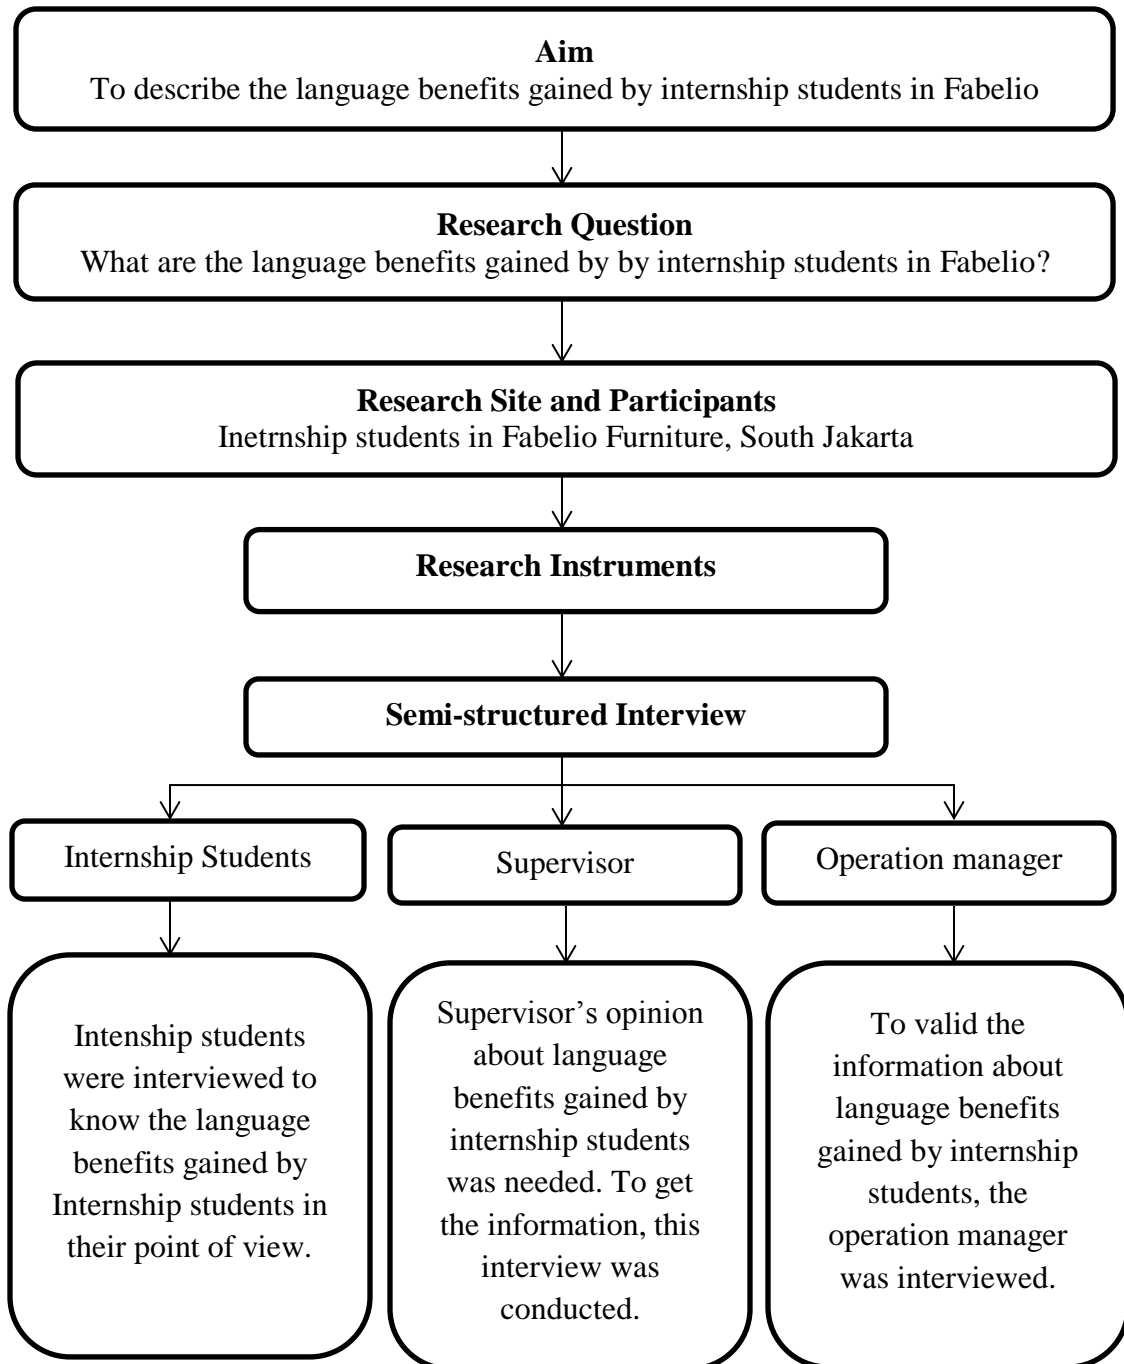 Aim
To describe the language benefits gained by internship students in Fabelio
Research Question
What are the language benefits gained by by internship students in Fabelio?
Research Site and Participants
Inetrnship students in Fabelio Furniture, South Jakarta
Research Instruments
Semi-structured Interview
Internship Students
Supervisor
Operation manager
Intenship students
were interviewed to
know the language
benefits gained by
Internship students in
their point of view.
Supervisor’s opinion
about language
benefits gained by
internship students
was needed. To get
the information, this
interview was
conducted.
To valid the
information about
language benefits
gained by internship
students, the
operation manager
was interviewed.